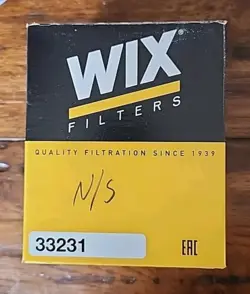 WIX®
FILTERS
QUALITY FILTRATION SINCE 1939
N/S
33231
EAC